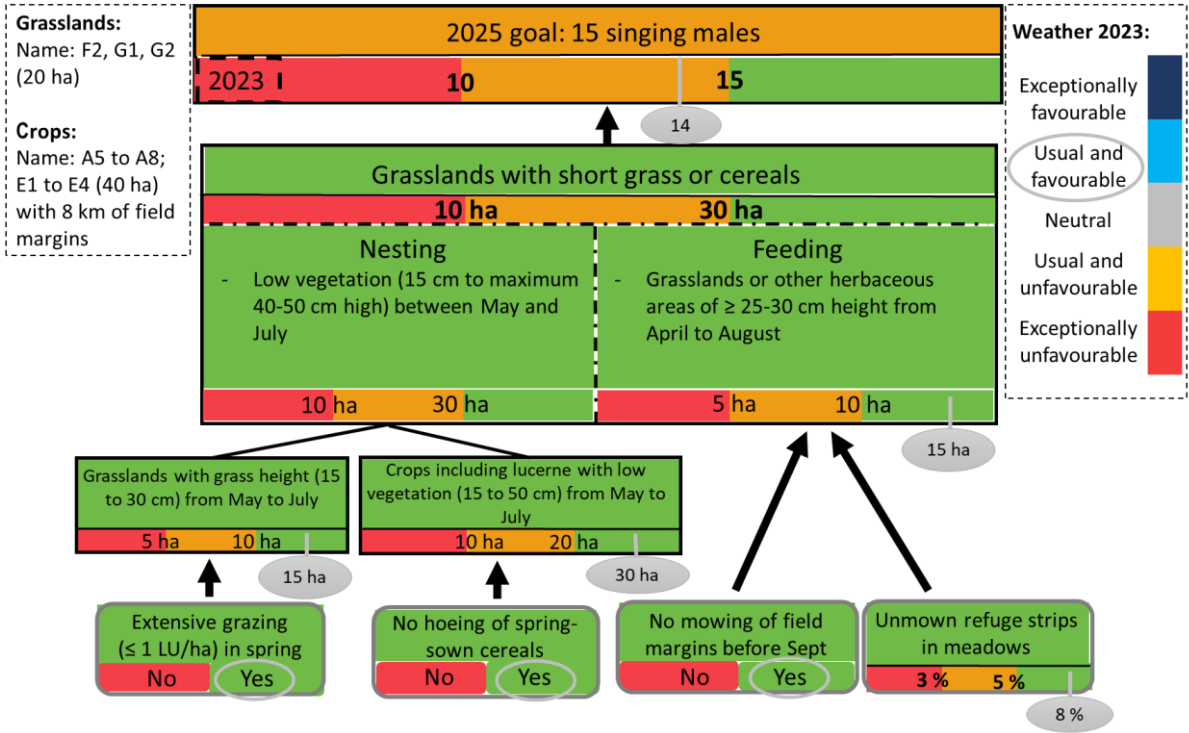 Grasslands:
Name: F2, G1, G2
(20 ha)
Crops:
Name: A5 to A8;
E1 to E4 (40 ha)
with 8 km of field
margins
2025 goal: 15 singing males
2023
10
15
14
Grasslands with short grass or cereals
10 ha
30 ha
Nesting
- Low vegetation (15 cm to maximum
40-50 cm high) between May and
July
10 ha
30 ha
Feeding
- Grasslands or other herbaceous
areas of ≥ 25-30 cm height from
April to August
5 ha
10 ha
15 ha
Weather 2023:
Exceptionally
favourable
Usual and
favourable
Neutral
Usual and
unfavourable
Exceptionally
unfavourable
Grasslands with grass height (15
to 30 cm) from May to July
5 ha
10 ha
15 ha
Crops including lucerne with low
vegetation (15 to 50 cm) from May to
July
10 ha
20 ha
30 ha
Extensive grazing
(≤ 1 LU/ha) in spring
No
Yes
No hoeing of spring-
sown cereals
No
Yes
No mowing of field
margins before Sept
No
Yes
Unmown refuge strips
in meadows
3 %
5 %
8 %